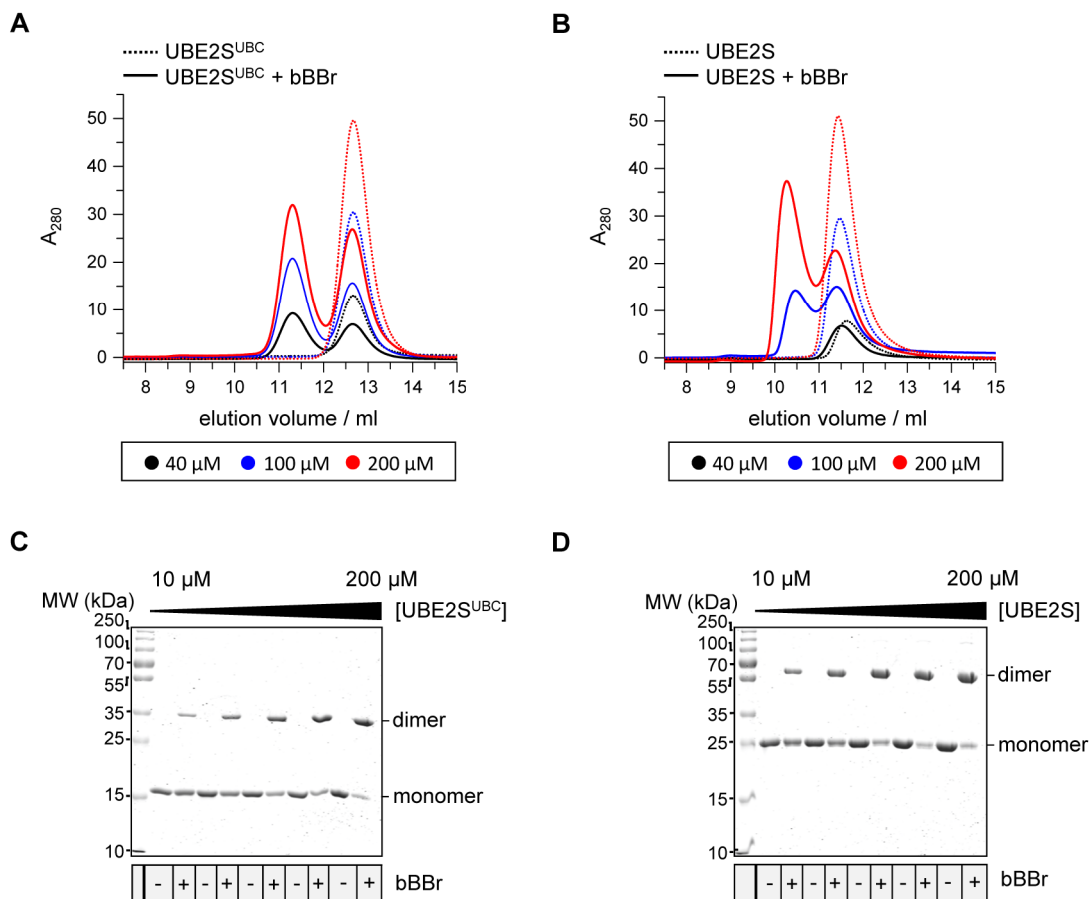 A
UBE2S^UBC
UBE2S^UBC + bBBr
50
40
30
20
10
0
A280
8 9 10 11 12 13 14 15
elution volume / ml
40 µM 100 µM 200 µM
B
UBE2S
UBE2S + bBBr
50
40
30
20
10
0
A280
8 9 10 11 12 13 14 15
elution volume / ml
40 µM 100 µM 200 µM
C
10 µM 200 µM
MW (kDa) [UBE2S^UBC]
250
100
70
55
35
dimer
25
15
monomer
10
- + - + - + - + - + bBBr
D
10 µM 200 µM
MW (kDa) [UBE2S]
250
100
70
dimer
55
35
25
monomer
15
10
- + - + - + - + - + bBBr